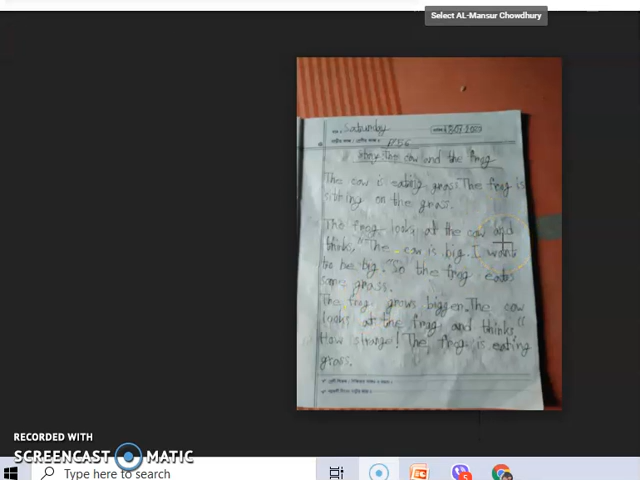 Select AL-Mansur Chowdhury
Saturday
P-56
Story: The cow and the frog
The cow is eating grass. The frog is
sitting on the grass.
The frog looks at the cow and
thinks, "The cow is big. I want
to be big." So the frog eats
some grass.
The frog grows bigger. The cow
looks at the frog and thinks, "
How strange! The frog is eating
grass.
RECORDED WITH
SCREENCAST MATIC
Type here to search